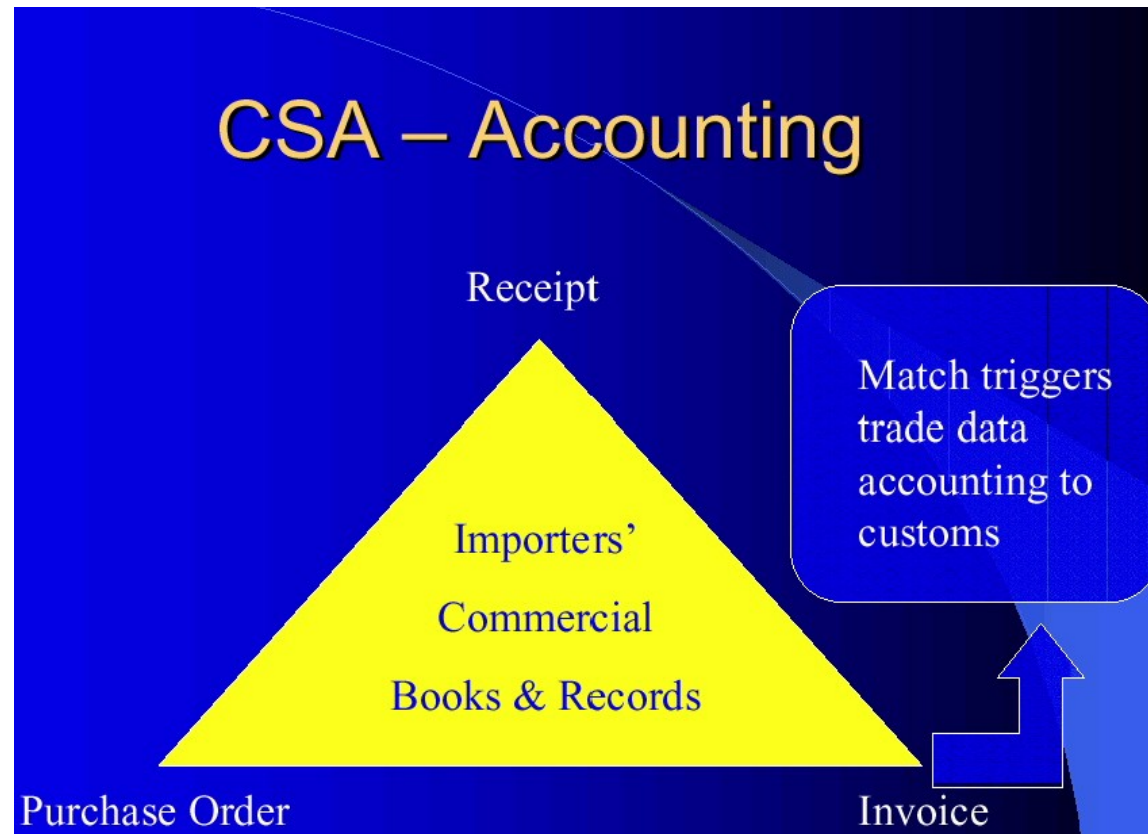 CSA – Accounting
Receipt
Match triggers
trade data
accounting to
customs
Importers’
Commercial
Books & Records
Purchase Order
Invoice